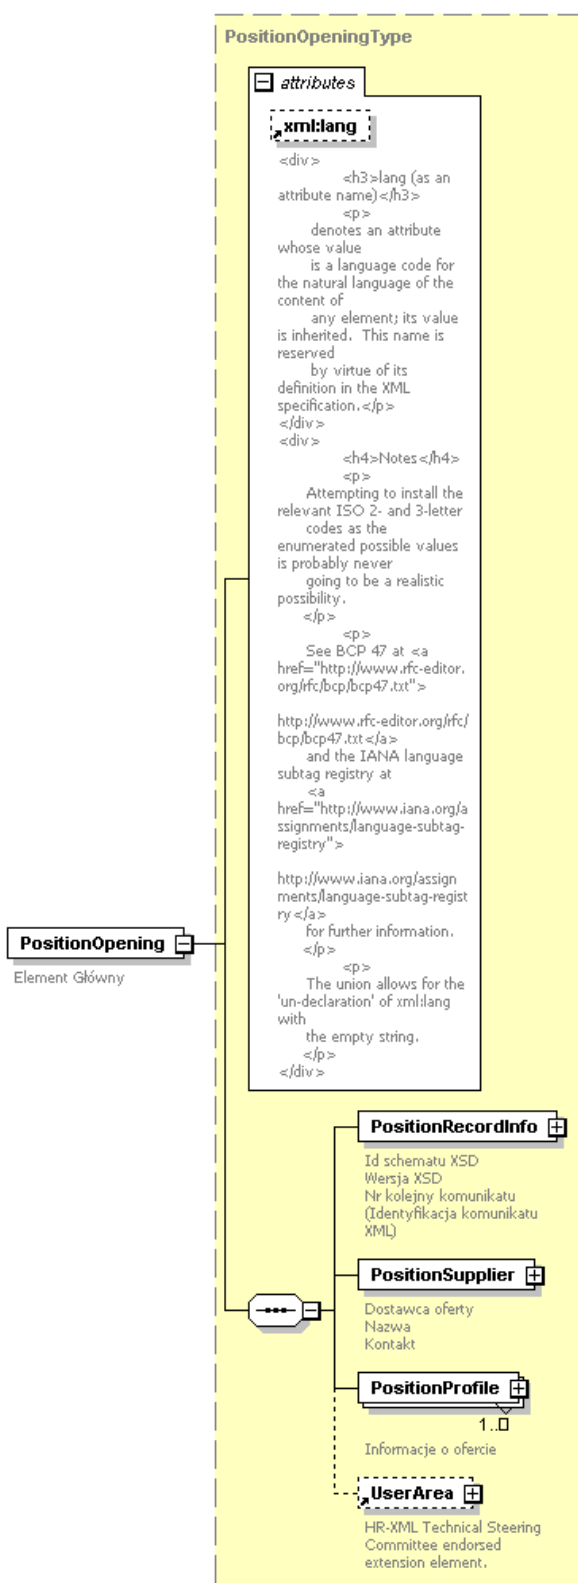 PositionOpeningType
attributes
xml:lang
<div>
<h3>lang (as an
attribute name)</h3>
<p>
denotes an attribute
whose value
is a language code for
the natural language of the
content of
any element; its value
is inherited.  This name is
reserved
by virtue of its
definition in the XML
specification.</p>
</div>
<div>
<h4>Notes</h4>
<p>
Attempting to install the
relevant ISO 2- and 3-letter
codes as the
enumerated possible values
is probably never
going to be a realistic
possibility.
</p>
<p>
See BCP 47 at <a
href="http://www.rfc-editor.
org/rfc/bcp/bcp47.txt">
http://www.rfc-editor.org/rfc/
bcp/bcp47.txt</a>
and the IANA language
subtag registry at
<a
href="http://www.iana.org/a
ssignments/language-subtag-
registry">
http://www.iana.org/assign
ments/language-subtag-regist
ry</a>
for further information.
</p>
<p>
The union allows for the
'un-declaration' of xml:lang
with
the empty string.
</p>
</div>
PositionOpening
Element Główny
PositionRecordInfo
Id schematu XSD
Wersja XSD
Nr kolejny komunikatu
(Identyfikacja komunikatu
XML)
PositionSupplier
Dostawca oferty
Nazwa
Kontakt
PositionProfile
1..▯
Informacje o ofercie
UserArea
HR-XML Technical Steering
Committee endorsed
extension element.